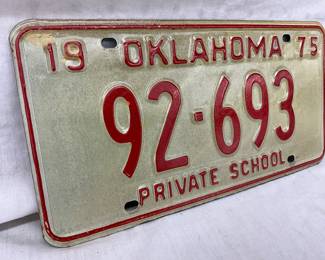 19 OKLAHOMA 75
92-693
PRIVATE SCHOOL